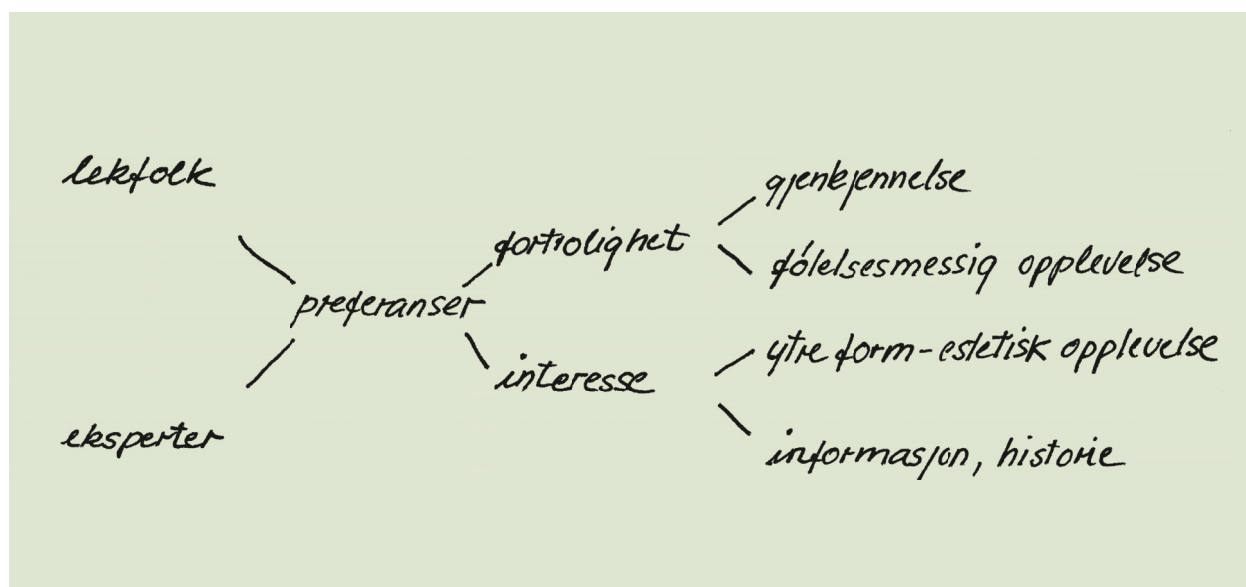 lekfolk
gjenkjennelse
fortrolighet
følelsesmessig opplevelse
preferanser
ytre form-estetisk opplevelse
interesse
eksperter
informasjon, historie